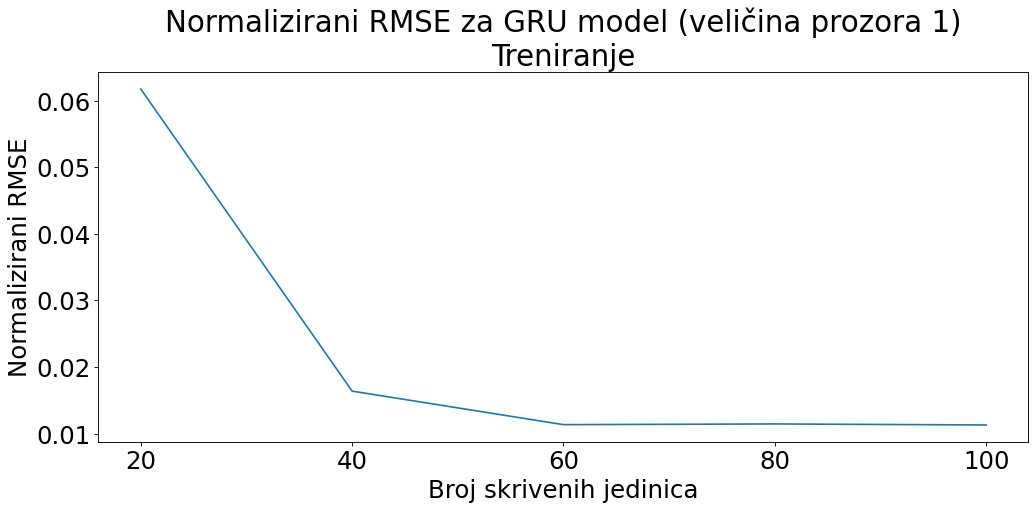 Normalizirani RMSE za GRU model (veličina prozora 1)
Treniranje
Normalizirani RMSE
0.06
0.05
0.04
0.03
0.02
0.01
20 40 60 80 100
Broj skrivenih jedinica